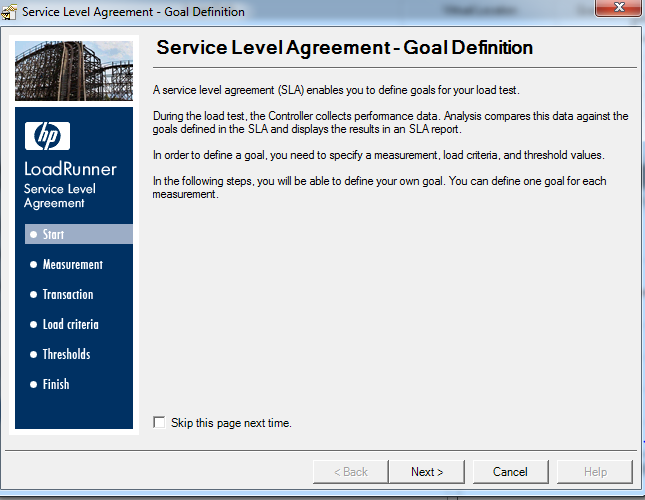 Service Level Agreement - Goal Definition
Service Level Agreement - Goal Definition
A service level agreement (SLA) enables you to define goals for your load test.
During the load test, the Controller collects performance data. Analysis compares this data against the
goals defined in the SLA and displays the results in an SLA report.
In order to define a goal, you need to specify a measurement, load criteria, and threshold values.
In the following steps, you will be able to define your own goal. You can define one goal for each
measurement.
hp
LoadRunner
Service Level
Agreement
Start
Measurement
Transaction
Load criteria
Thresholds
Finish
Skip this page next time.
< Back
Next >
Cancel
Help